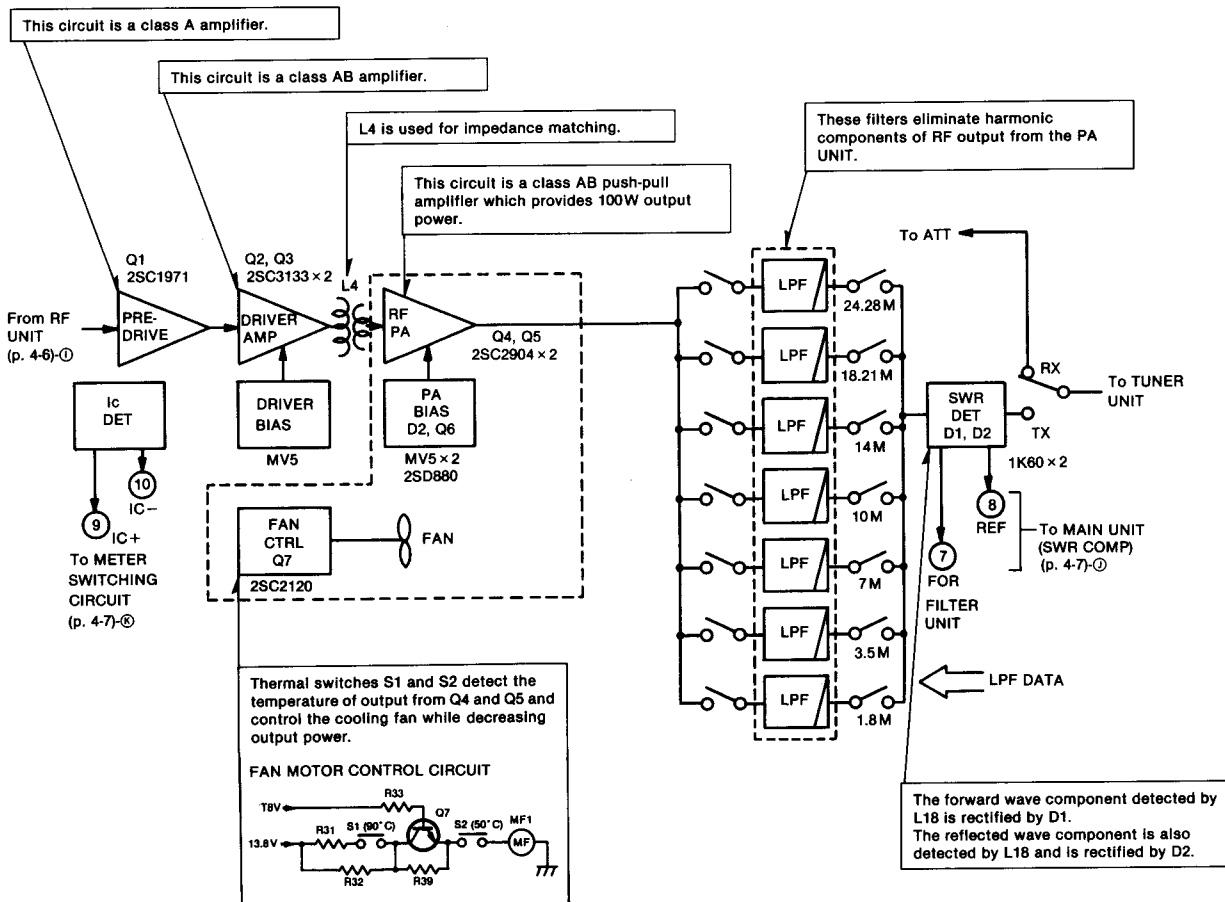 This circuit is a class A amplifier.
This circuit is a class AB amplifier.
L4 is used for impedance matching.
This circuit is a class AB push-pull
amplifier which provides 100W output
power.
These filters eliminate harmonic
components of RF output from the PA
UNIT.
Q1
2SC1971
Q2, Q3
2SC3133×2
L4
From RF
UNIT
(p. 4-6)-Ⓘ
PRE-
DRIVE
DRIVER
AMP
RF
PA
Q4, Q5
2SC2904×2
Ic
DET
DRIVER
BIAS
MV5
PA
BIAS
D2, Q6
MV5×2
2SD880
⑩
IC−
⑨
IC+
To METER
SWITCHING
CIRCUIT
(p. 4-7)-Ⓚ
FAN
CTRL
Q7
2SC2120
FAN
LPF
24.28M
LPF
18.21M
LPF
14M
LPF
10M
LPF
7M
LPF
3.5M
LPF
1.8M
To ATT
RX
TX
To TUNER
UNIT
SWR
DET
D1, D2
1K60×2
⑧
REF
⑦
FOR
To MAIN UNIT
(SWR COMP)
(p. 4-7)-Ⓙ
FILTER
UNIT
LPF DATA
Thermal switches S1 and S2 detect the
temperature of output from Q4 and Q5 and
control the cooling fan while decreasing
output power.
FAN MOTOR CONTROL CIRCUIT
T8V
R33
Q7
13.8V
R31
S1 (90°C)
S2 (50°C)
MF1
MF
R32
R39
The forward wave component detected by
L18 is rectified by D1.
The reflected wave component is also
detected by L18 and is rectified by D2.